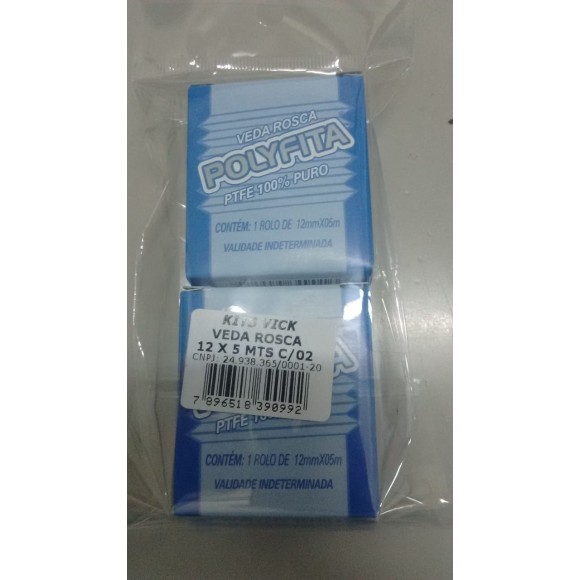 VEDA ROSCA
POLYFITA
PTFE 100% PURO
CONTÉM: 1 ROLO DE 12mmX05m
VALIDADE INDETERMINADA
KITS VICK
VEDA ROSCA
12 X 5 MTS C/02
CNPJ: 24.938.365/0001-20
7 896518 390992
PTFE 10
CONTÉM: 1 ROLO DE 12mmX05m
VALIDADE INDETERMINADA